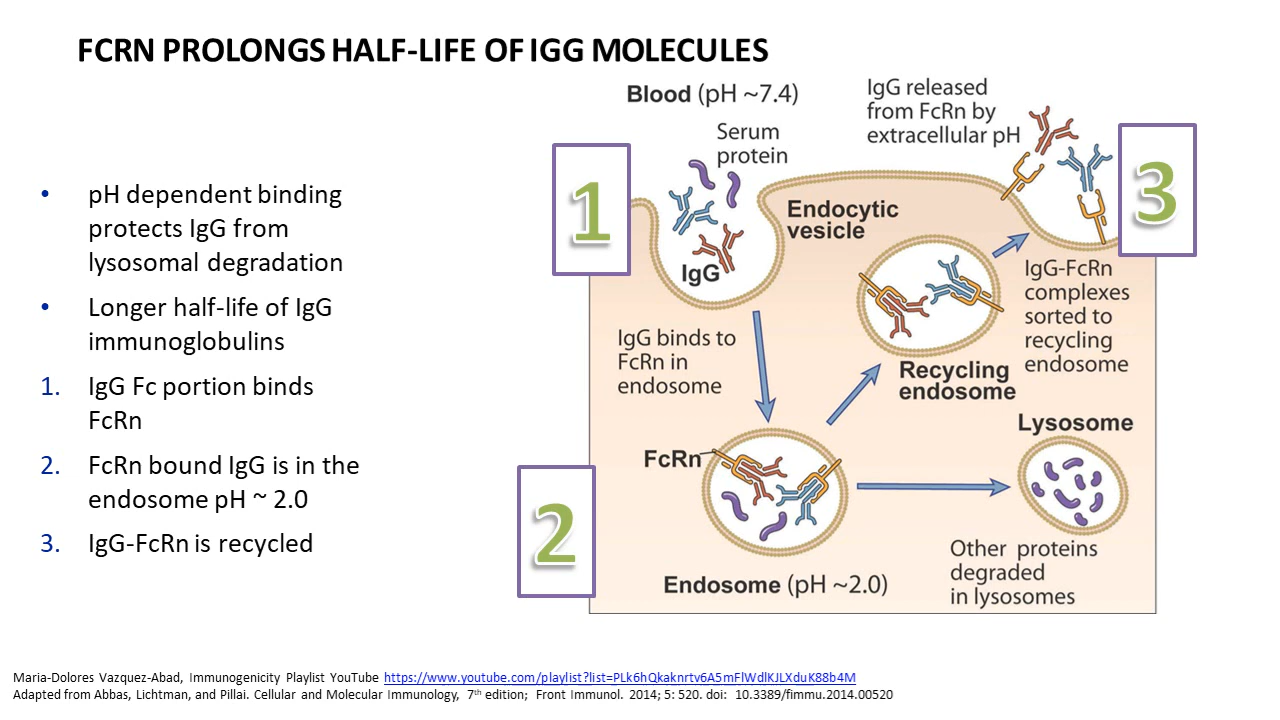 FCRN PROLONGS HALF-LIFE OF IGG MOLECULES
• pH dependent binding
protects IgG from
lysosomal degradation
• Longer half-life of IgG
immunoglobulins
1. IgG Fc portion binds
FcRn
2. FcRn bound IgG is in the
endosome pH ~ 2.0
3. IgG-FcRn is recycled
Blood (pH ~7.4)
Serum
protein
IgG released
from FcRn by
extracellular pH
1
3
Endocytic
vesicle
IgG
IgG-FcRn
complexes
sorted to
recycling
endosome
IgG binds to
FcRn in
endosome
Recycling
endosome
Lysosome
FcRn
2
Other proteins
degraded
in lysosomes
Endosome (pH ~2.0)
Maria-Dolores Vazquez-Abad, Immunogenicity Playlist YouTube https://www.youtube.com/playlist?list=PLk6hQkaknrtv6A5mFlWdlKJLXduK88b4M
Adapted from Abbas, Lichtman, and Pillai. Cellular and Molecular Immunology, 7th edition; Front Immunol. 2014; 5: 520. doi: 10.3389/fimmu.2014.00520